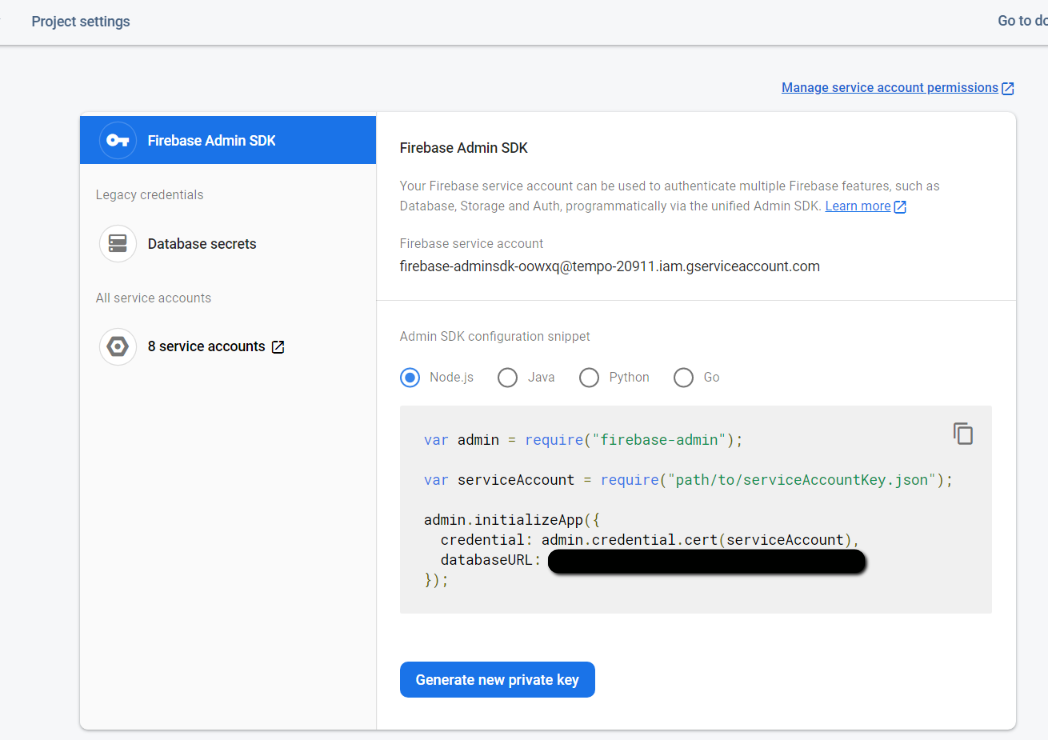 Project settings
Go to do
Manage service account permissions
Firebase Admin SDK
Legacy credentials
Database secrets
All service accounts
8 service accounts
Firebase Admin SDK
Your Firebase service account can be used to authenticate multiple Firebase features, such as
Database, Storage and Auth, programmatically via the unified Admin SDK. Learn more
Firebase service account
firebase-adminsdk-oowxq@tempo-20911.iam.gserviceaccount.com
Admin SDK configuration snippet
Node.js Java Python Go
var admin = require("firebase-admin");
var serviceAccount = require("path/to/serviceAccountKey.json");
admin.initializeApp({
  credential: admin.credential.cert(serviceAccount),
  databaseURL:
});
Generate new private key